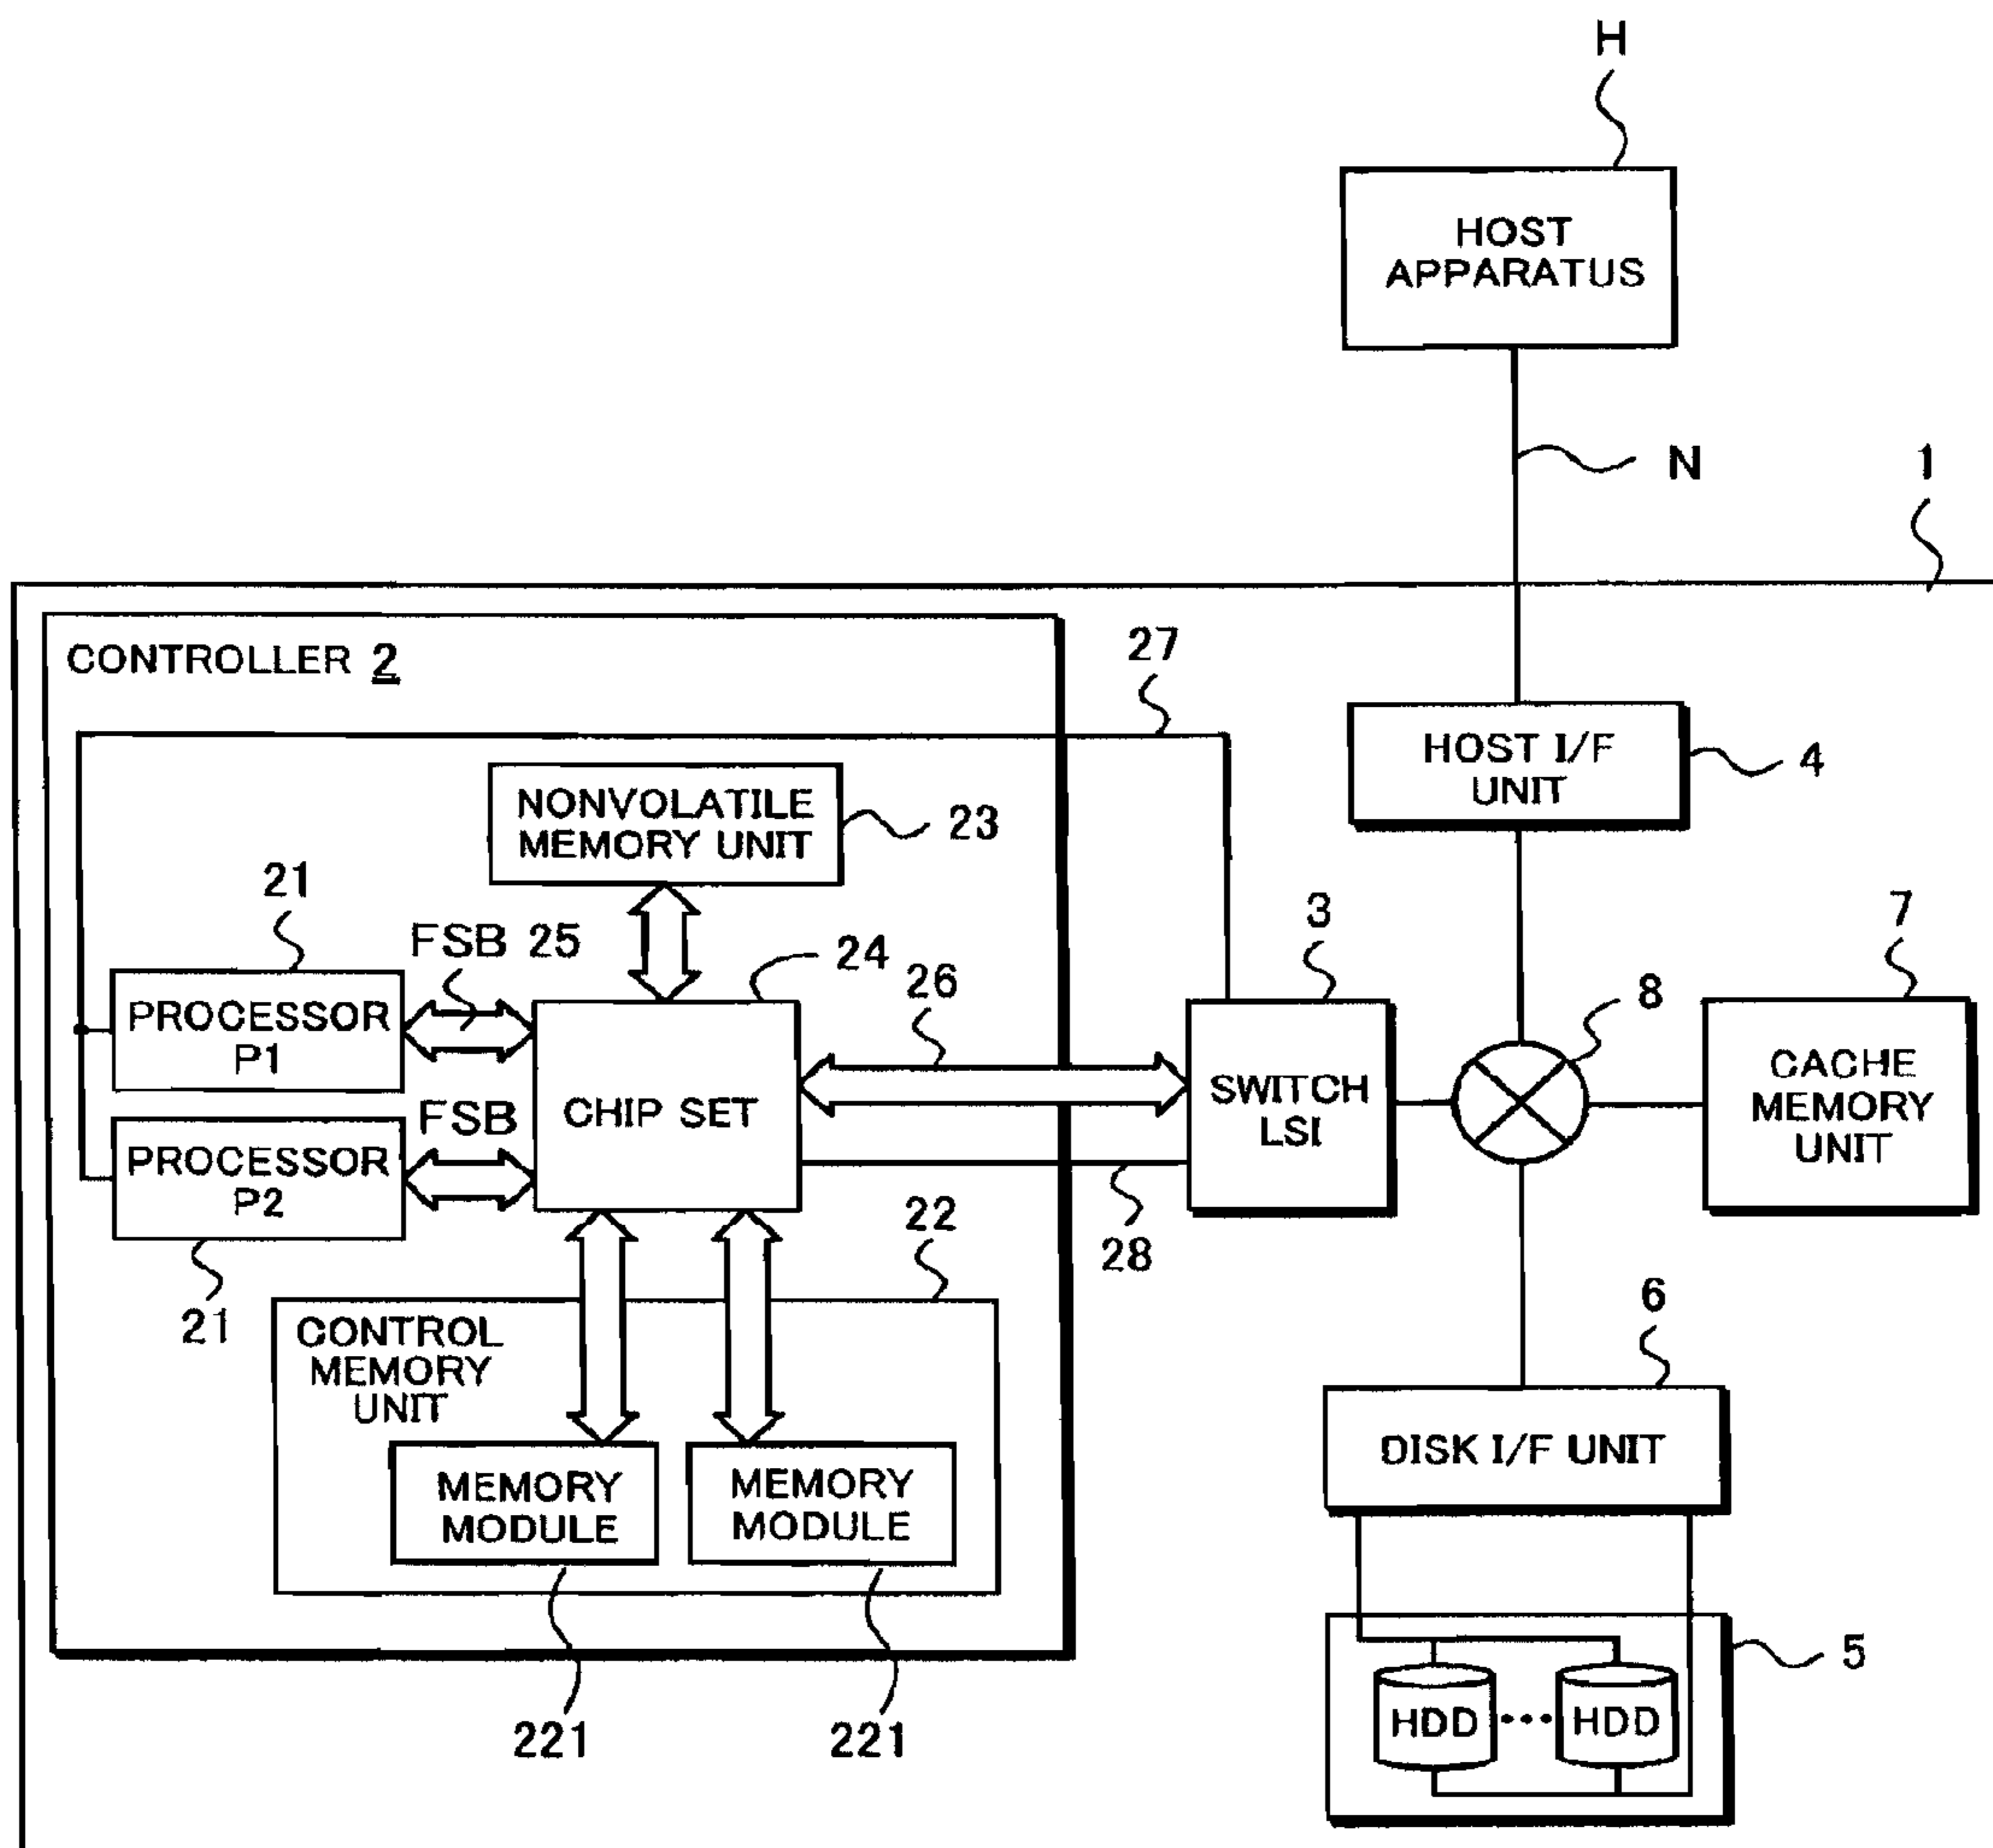 H
HOST
APPARATUS
N
1
CONTROLLER 2
27
HOST I/F
UNIT
4
NONVOLATILE
MEMORY UNIT
23
21
FSB 25
24
26
3
8
7
PROCESSOR
P1
CHIP SET
SWITCH
LSI
CACHE
MEMORY
UNIT
FSB
PROCESSOR
P2
21
22
28
6
CONTROL
MEMORY
UNIT
DISK I/F UNIT
MEMORY
MODULE
MEMORY
MODULE
221
221
5
HDD
HDD